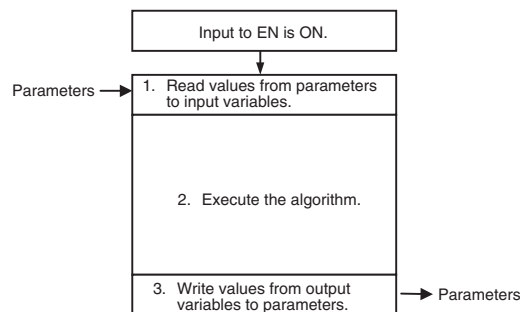 Input to EN is ON.
Parameters
1. Read values from parameters
to input variables.
2. Execute the algorithm.
3. Write values from output
variables to parameters.
Parameters